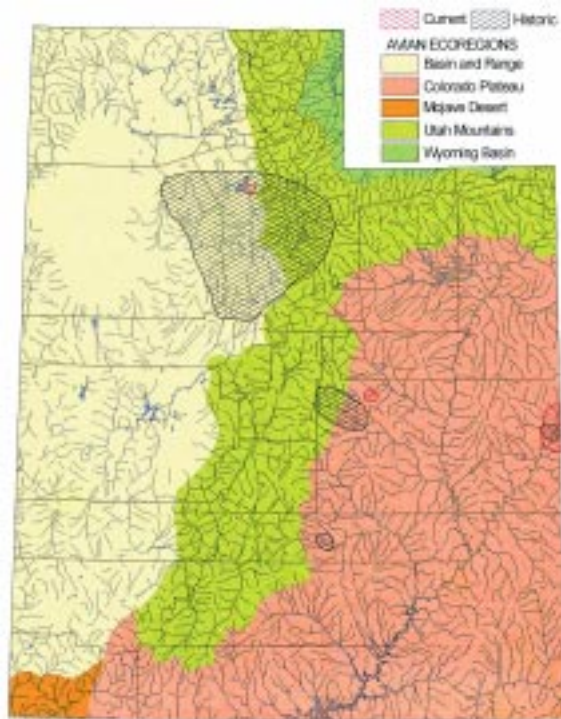 Current Historic
AVIAN ECOREGIONS
Basin and Range
Colorado Plateau
Mojave Desert
Utah Mountains
Wyoming Basin